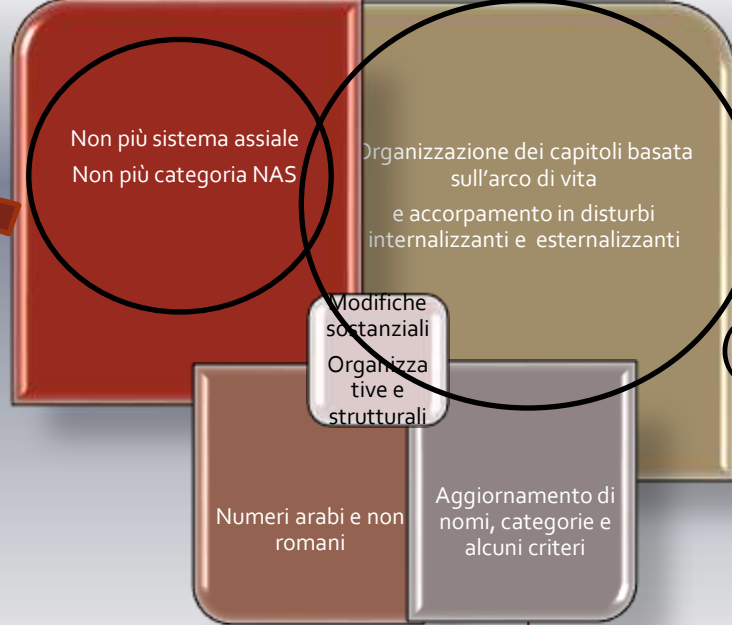 Non più sistema assiale
Non più categoria NAS
Organizzazione dei capitoli basata
sull'arco di vita
e accorpamento in disturbi
internalizzanti e esternalizzanti
Modifiche
sostanziali
Organizza
tive e
strutturali
Numeri arabi e non
romani
Aggiornamento di
nomi, categorie e
alcuni criteri